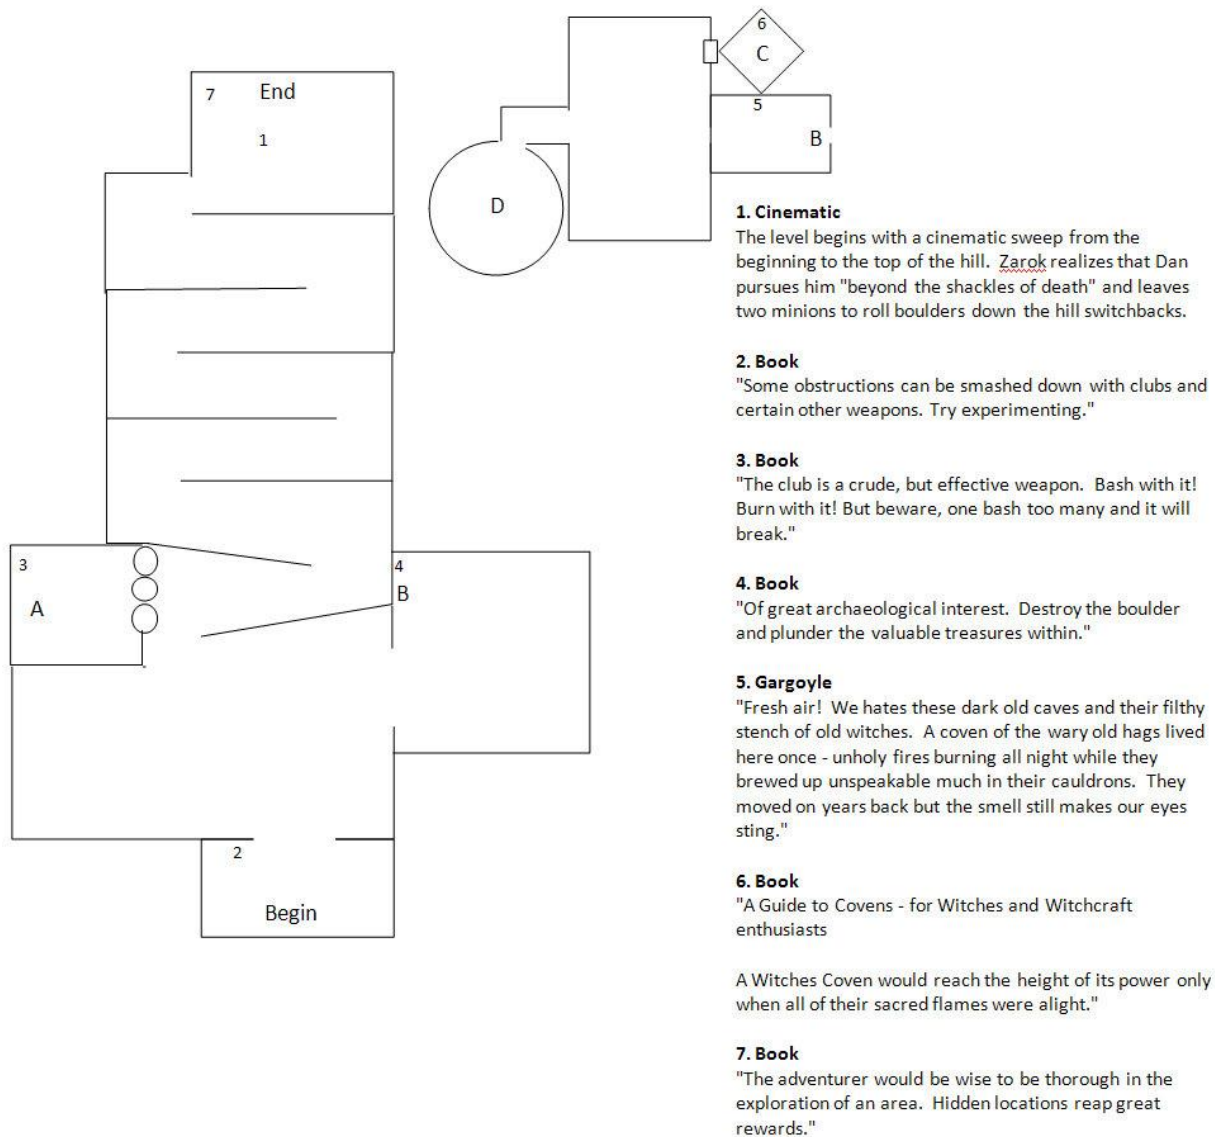 6
C
7 End
5
1
B
D
1. Cinematic
The level begins with a cinematic sweep from the
beginning to the top of the hill. Zarok realizes that Dan
pursues him "beyond the shackles of death" and leaves
two minions to roll boulders down the hill switchbacks.
2. Book
"Some obstructions can be smashed down with clubs and
certain other weapons. Try experimenting."
3. Book
"The club is a crude, but effective weapon. Bash with it!
Burn with it! But beware, one bash too many and it will
break."
3
A
4
B
4. Book
"Of great archaeological interest. Destroy the boulder
and plunder the valuable treasures within."
5. Gargoyle
"Fresh air! We hates these dark old caves and their filthy
stench of old witches. A coven of the wary old hags lived
here once - unholy fires burning all night while they
brewed up unspeakable much in their cauldrons. They
moved on years back but the smell still makes our eyes
sting."
2
Begin
6. Book
"A Guide to Covens - for Witches and Witchcraft
enthusiasts
A Witches Coven would reach the height of its power only
when all of their sacred flames were alight."
7. Book
"The adventurer would be wise to be thorough in the
exploration of an area. Hidden locations reap great
rewards."